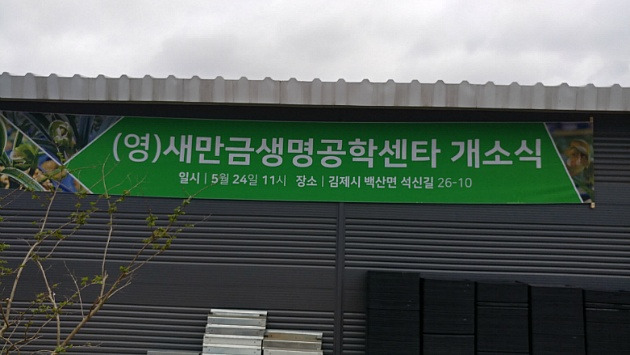 (영)새만금생명공학센타 개소식
일시 | 5월 24일 11시 장소 | 김제시 백산면 석신길 26-10